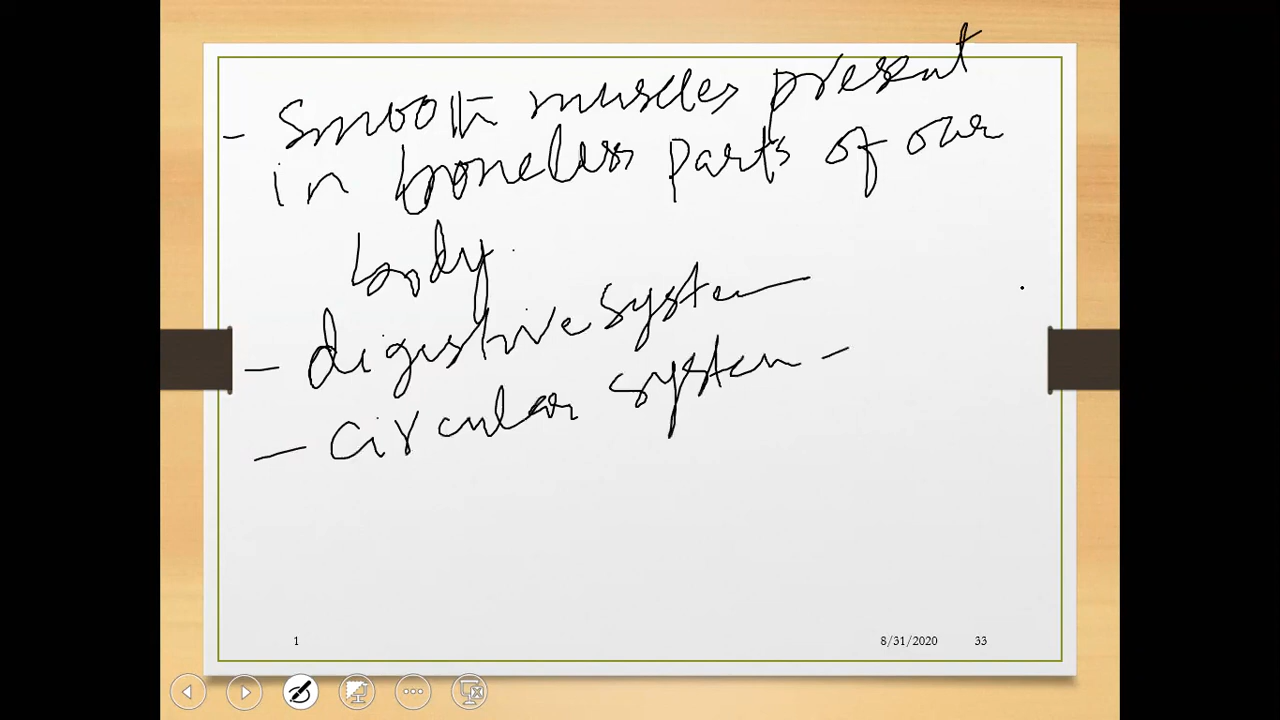 - Smooth muscles present
in boneless parts of our
body.
- digestive system
- circular system -
1
8/31/2020
33